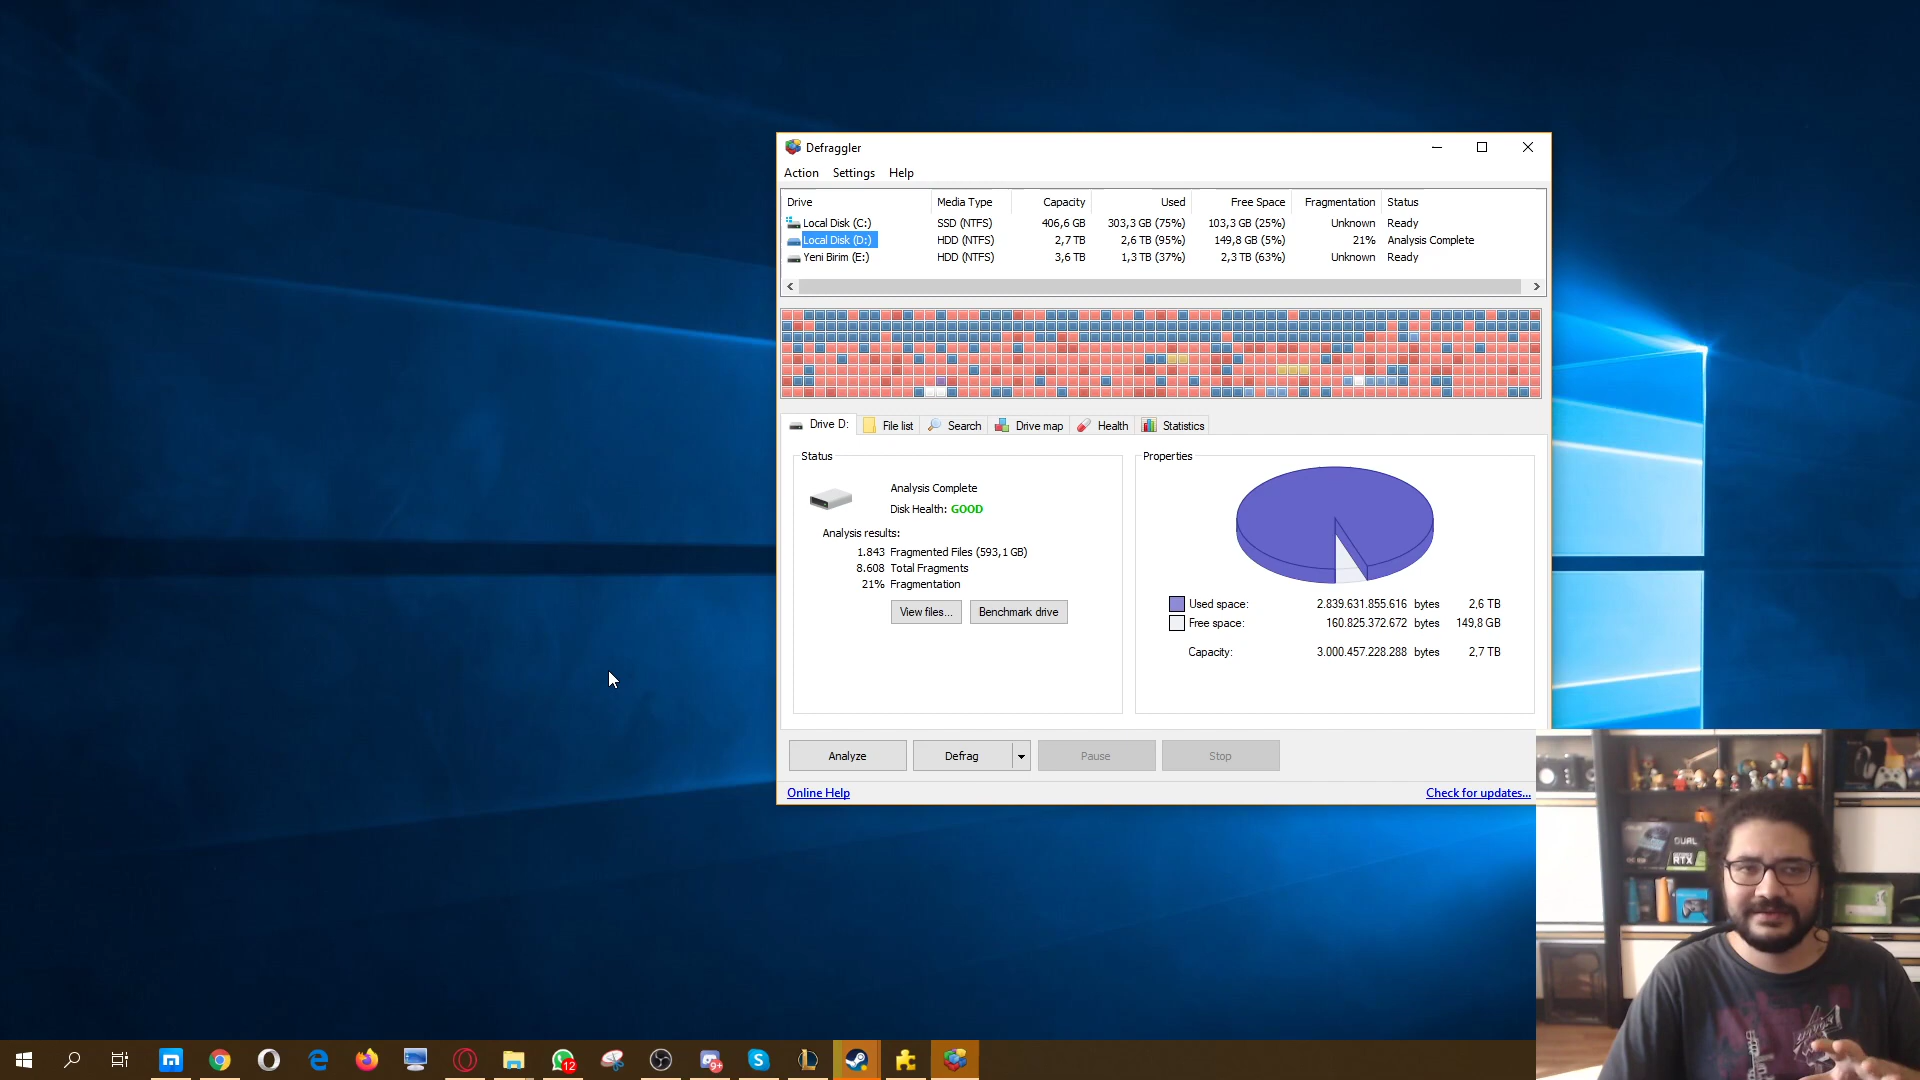 Defraggler
Action Settings Help
Drive Media Type Capacity Used Free Space Fragmentation Status
Local Disk (C:) SSD (NTFS) 406,6 GB 303,3 GB (75%) 103,3 GB (25%) Unknown Ready
Local Disk (D:) HDD (NTFS) 2,7 TB 2,6 TB (95%) 149,8 GB (5%) 21% Analysis Complete
Yeni Birim (E:) HDD (NTFS) 3,6 TB 1,3 TB (37%) 2,3 TB (63%) Unknown Ready
Drive D: File list Search Drive map Health Statistics
Status
Analysis Complete
Disk Health: GOOD
Analysis results:
1.843 Fragmented Files (593,1 GB)
8.608 Total Fragments
21% Fragmentation
View files... Benchmark drive
Properties
Used space: 2.839.631.855.616 bytes 2,6 TB
Free space: 160.825.372.672 bytes 149,8 GB
Capacity: 3.000.457.228.288 bytes 2,7 TB
Analyze Defrag Pause Stop
Online Help Check for updates...
DUAL
RTX
12
9+